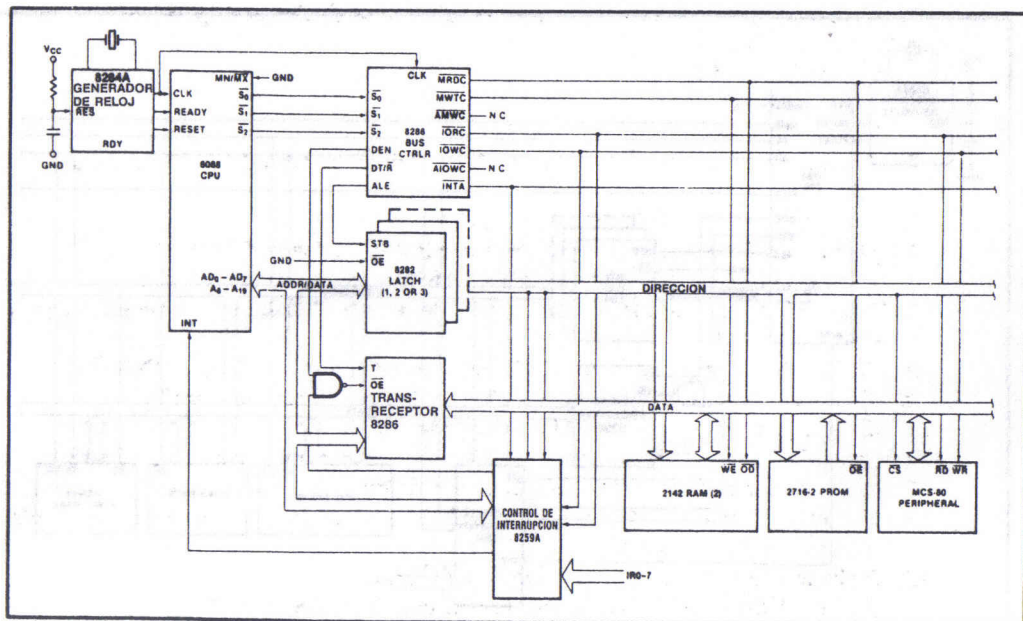 VCC
8284A
GENERADOR
DE RELOJ
RES
RDY
GND
CLK
READY
RESET
MN/MX
GND
S0
S1
S2
8088
CPU
AD0 – AD7
A8 – A19
INT
CLK
S0
S1
S2
DEN
DT/R
ALE
8288
BUS
CTRLR
MRDC
MWTC
AMWC
IORC
IOWC
AIOWC
INTA
N C
N C
STB
GND
OE
8282
LATCH
(1, 2 OR 3)
ADDR/DATA
DIRECCION
T
OE
TRANS-
RECEPTOR
8286
DATA
WE OD
2142 RAM (2)
OE
2716-2 PROM
CS RD WR
MCS-80
PERIPHERAL
CONTROL DE
INTERRUPCION
8259A
IR0-7